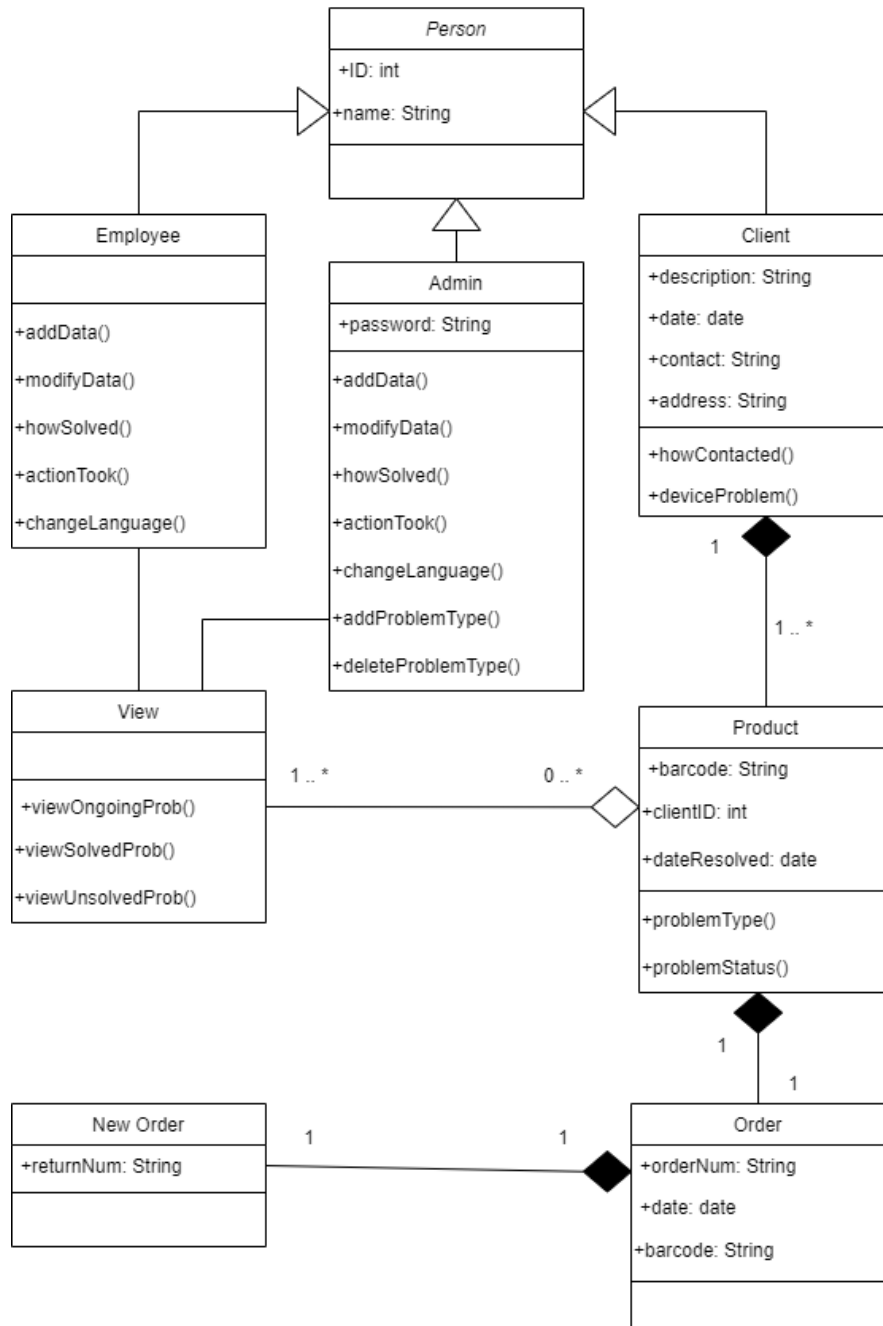 Person
+ID: int
+name: String
Employee
+addData()
+modifyData()
+howSolved()
+actionTook()
+changeLanguage()
Admin
+password: String
+addData()
+modifyData()
+howSolved()
+actionTook()
+changeLanguage()
+addProblemType()
+deleteProblemType()
Client
+description: String
+date: date
+contact: String
+address: String
+howContacted()
+deviceProblem()
1
1 .. *
View
+viewOngoingProb()
+viewSolvedProb()
+viewUnsolvedProb()
1 .. *
0 .. *
Product
+barcode: String
+clientID: int
+dateResolved: date
+problemType()
+problemStatus()
1
1
New Order
+returnNum: String
1
1
Order
+orderNum: String
+date: date
+barcode: String